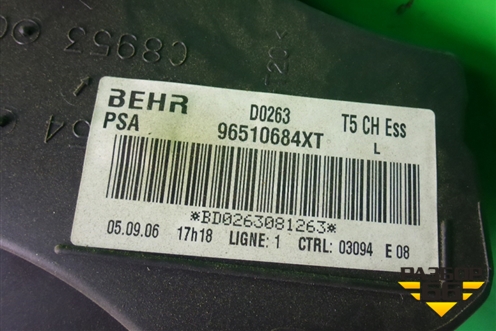 C8953
BEHR D0263 T5 CH Ess
PSA 96510684XT L
*BD0263081263*
05.09.06 17h18 LIGNE: 1 CTRL: 03094 E 08